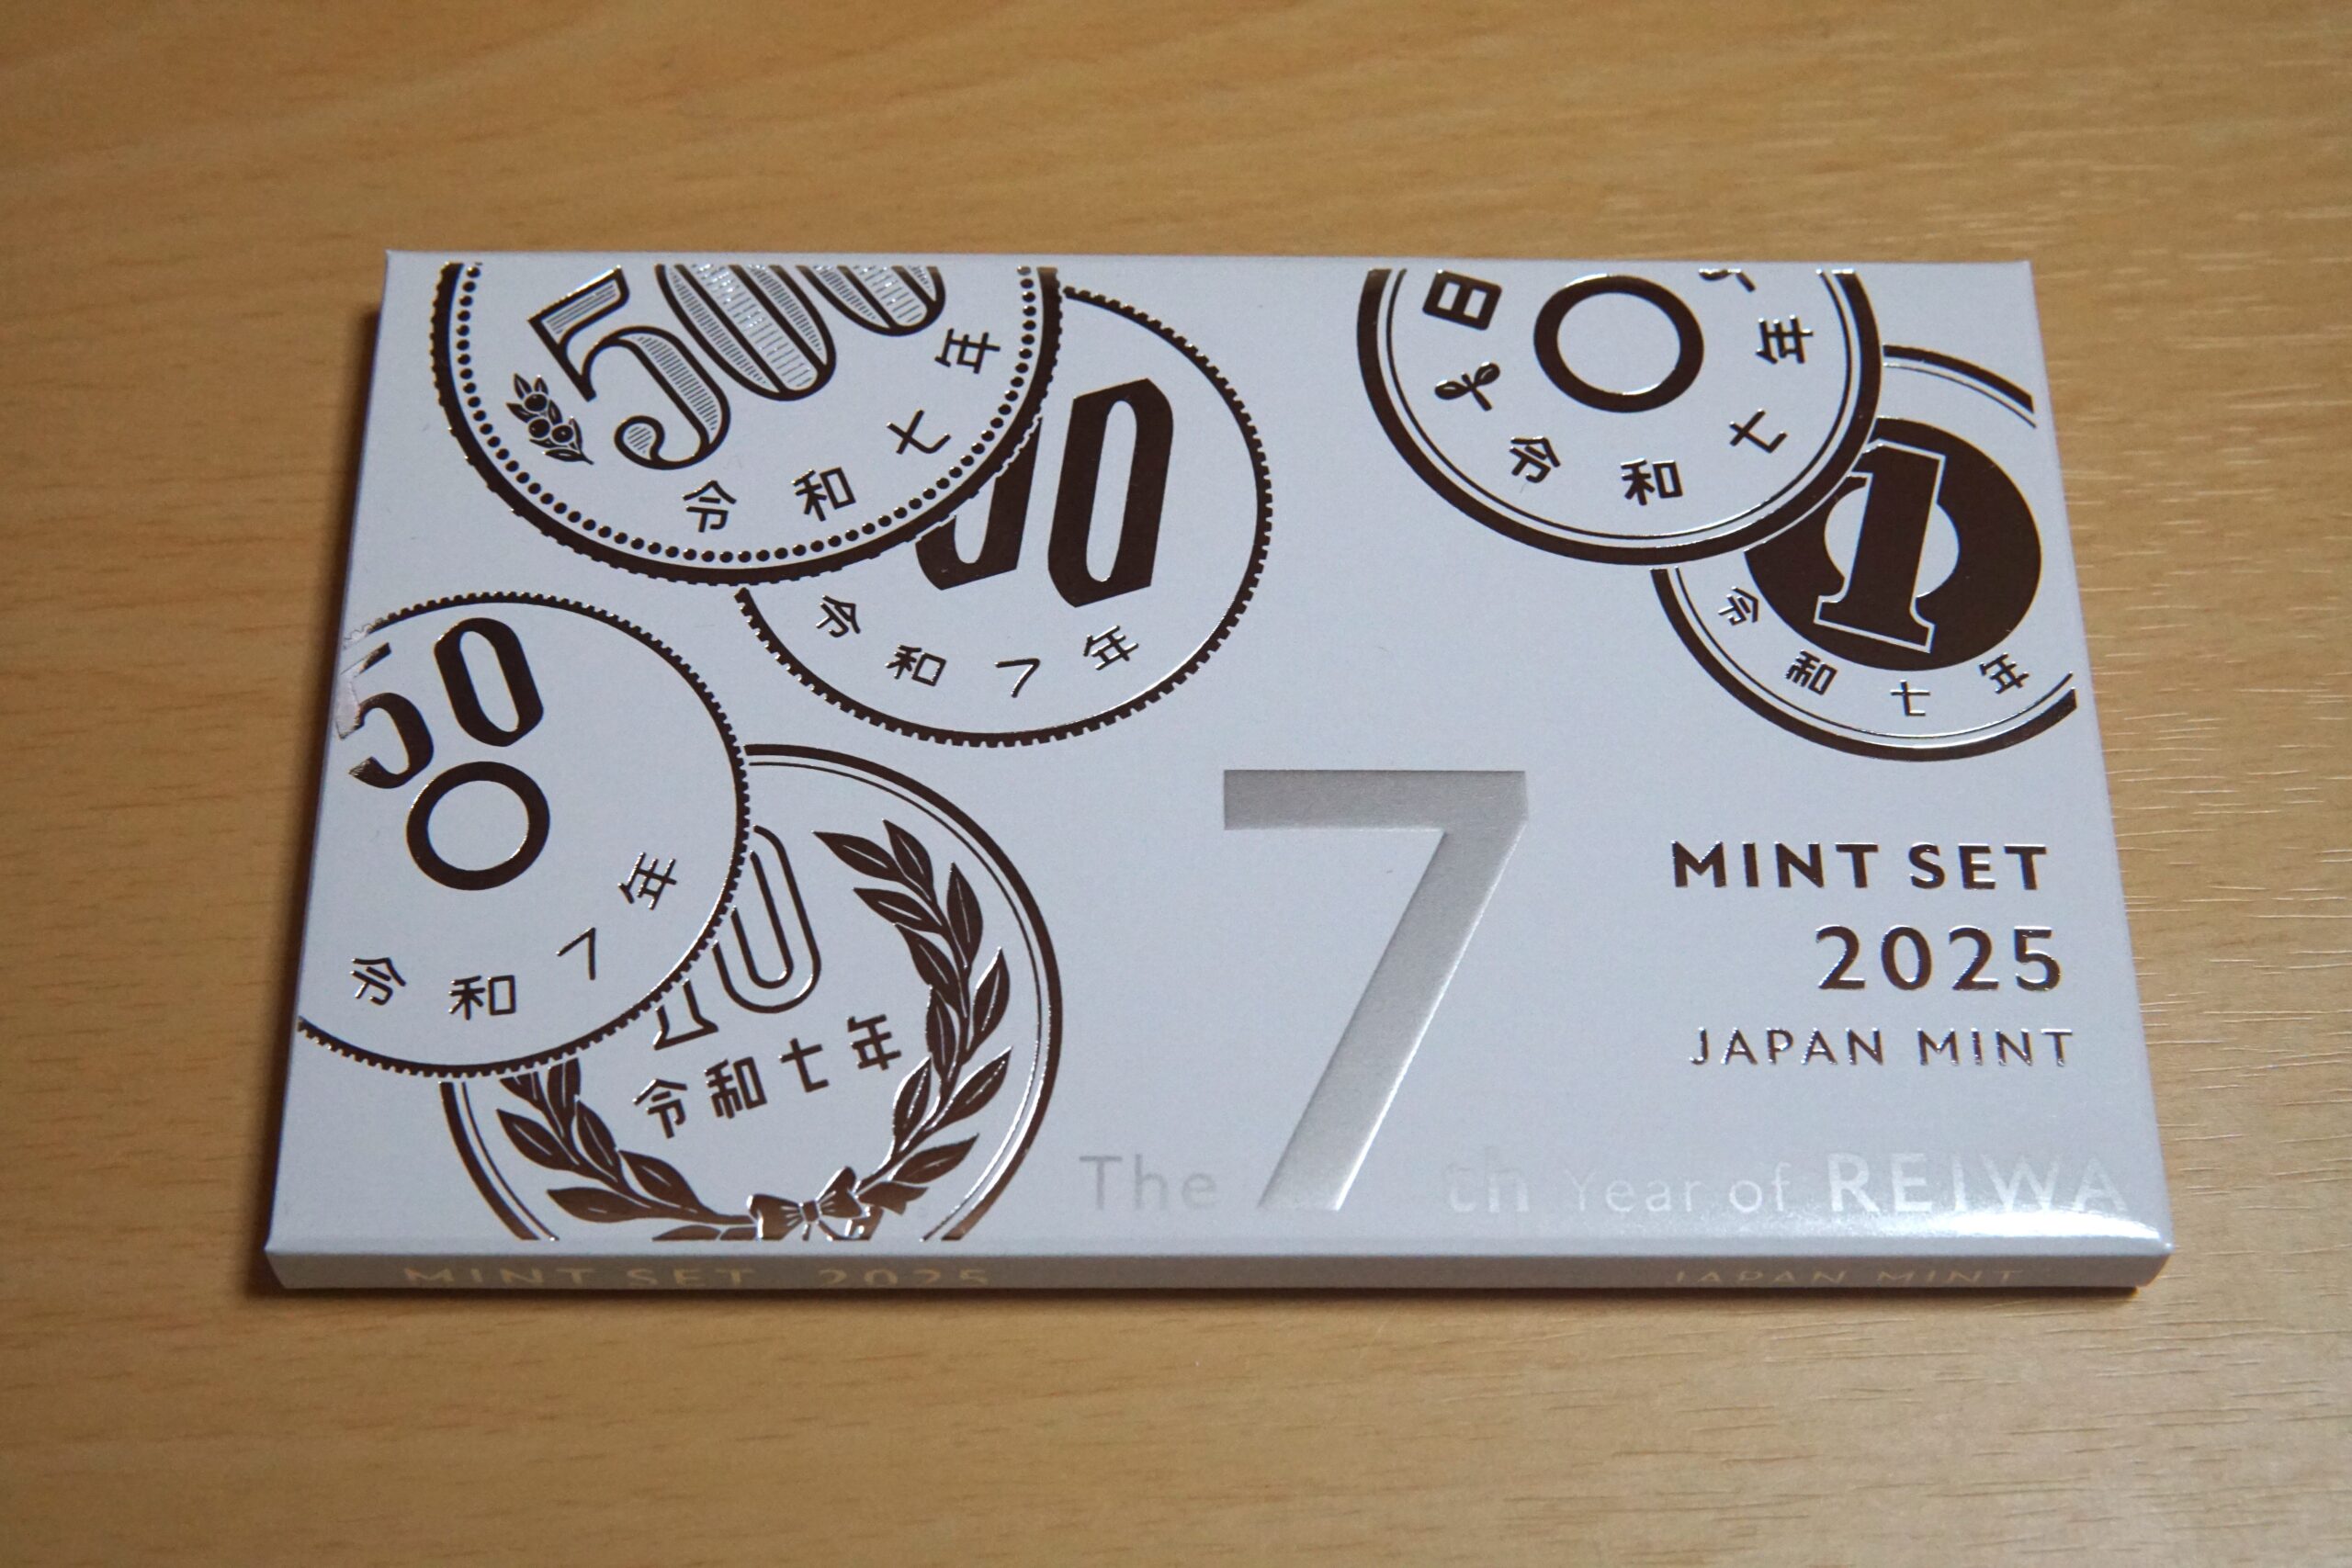 500
令和七年
00
令和7年
日
令和七年
1
令和七年
50
令和7年
10
令和七年
MINT SET
2025
JAPAN MINT
The 7th Year of REIWA
MINT SET 2025
JAPAN MINT